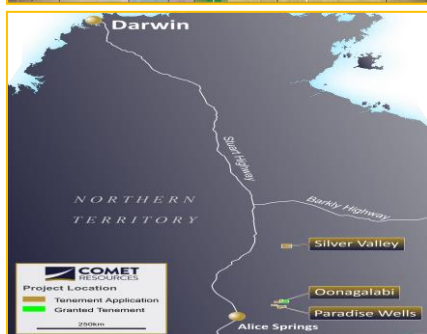 Darwin
Stuart Highway
NORTHERN
TERRITORY
Barkly Highway
Silver Valley
COMET
RESOURCES
Oonagalabi
Project Location
Tenement Application
Granted Tenement
Paradise Wells
250km
Alice Springs